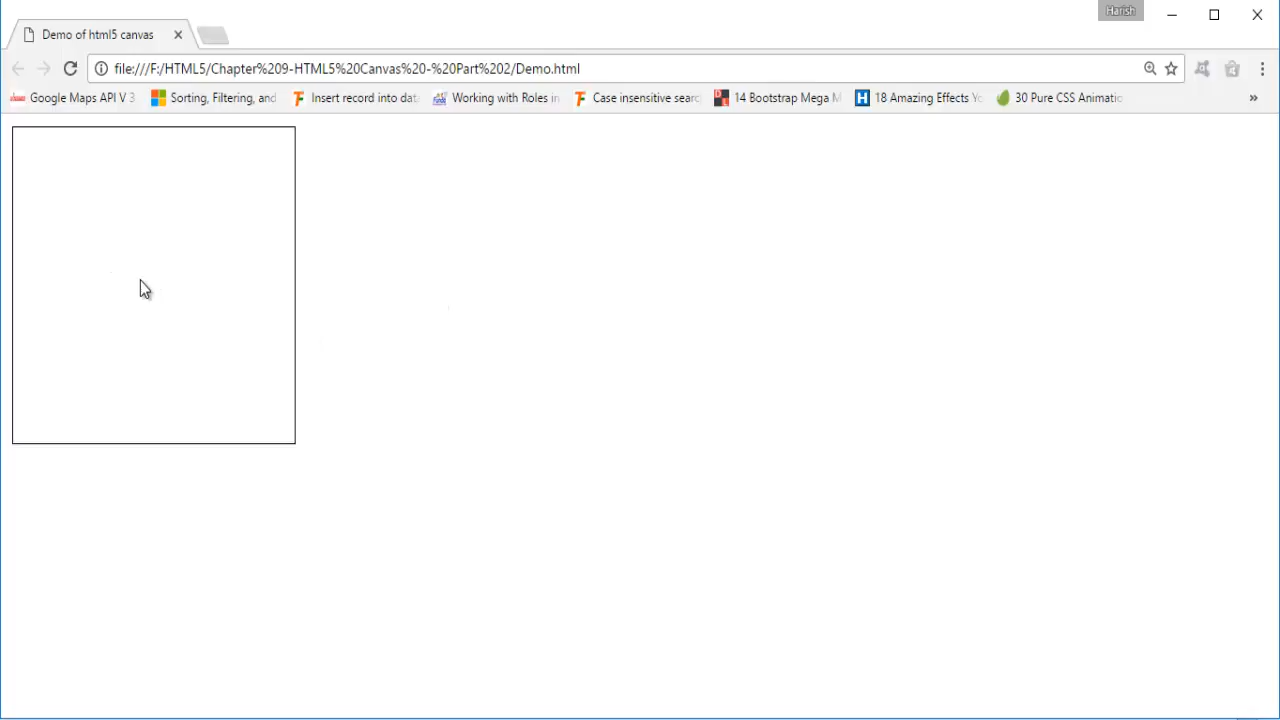 Harish
Demo of html5 canvas
file:///F:/HTML5/Chapter%209-HTML5%20Canvas%20-%20Part%202/Demo.html
Google Maps API V 3 Sorting, Filtering, and Insert record into dat Working with Roles in Case insensitive searc 14 Bootstrap Mega M 18 Amazing Effects Yo 30 Pure CSS Animatio »